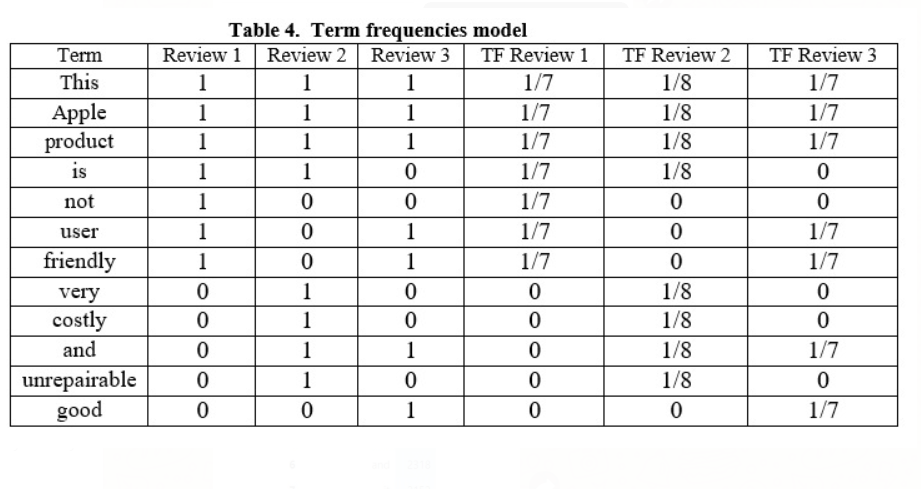 Table 4. Term frequencies model
Term Review 1 Review 2 Review 3 TF Review 1 TF Review 2 TF Review 3
This 1 1 1 1/7 1/8 1/7
Apple 1 1 1 1/7 1/8 1/7
product 1 1 1 1/7 1/8 1/7
is 1 1 0 1/7 1/8 0
not 1 0 0 1/7 0 0
user 1 0 1 1/7 0 1/7
friendly 1 0 1 1/7 0 1/7
very 0 1 0 0 1/8 0
costly 0 1 0 0 1/8 0
and 0 1 1 0 1/8 1/7
unrepairable 0 1 0 0 1/8 0
good 0 0 1 0 0 1/7